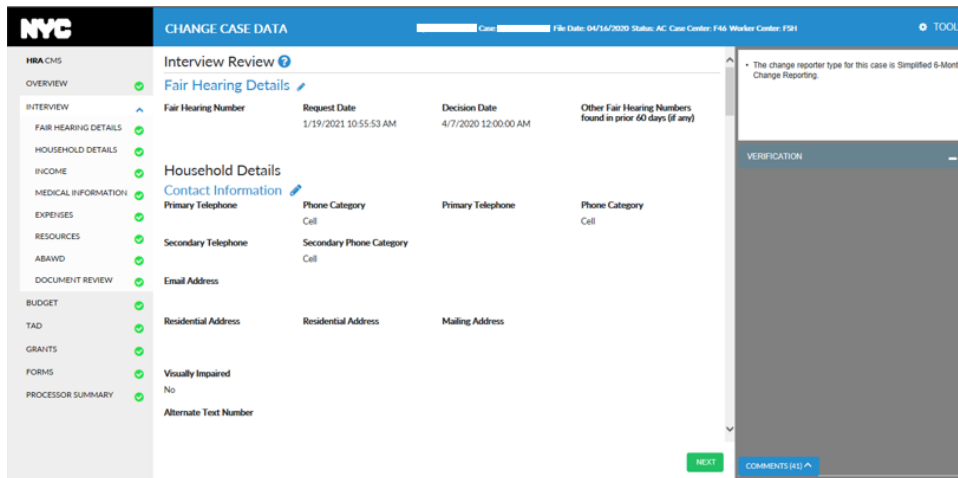 NYC
CHANGE CASE DATA
Case:
File Date: 04/16/2020 Status: AC Case Center: F46 Worker Center: FSH
TOOL
HRA CMS
OVERVIEW
INTERVIEW
FAIR HEARING DETAILS
HOUSEHOLD DETAILS
INCOME
MEDICAL INFORMATION
EXPENSES
RESOURCES
ABAWD
DOCUMENT REVIEW
BUDGET
TAD
GRANTS
FORMS
PROCESSOR SUMMARY
Interview Review ?
Fair Hearing Details
Fair Hearing Number Request Date Decision Date Other Fair Hearing Numbers
found in prior 60 days (if any)
1/19/2021 10:55:53 AM 4/7/2020 12:00:00 AM
Household Details
Contact Information
Primary Telephone Phone Category Primary Telephone Phone Category
Cell Cell
Secondary Telephone Secondary Phone Category
Cell
Email Address
Residential Address Residential Address Mailing Address
Visually Impaired
No
Alternate Text Number
NEXT
• The change reporter type for this case is Simplified 6-Mont
Change Reporting.
VERIFICATION
COMMENTS (41)